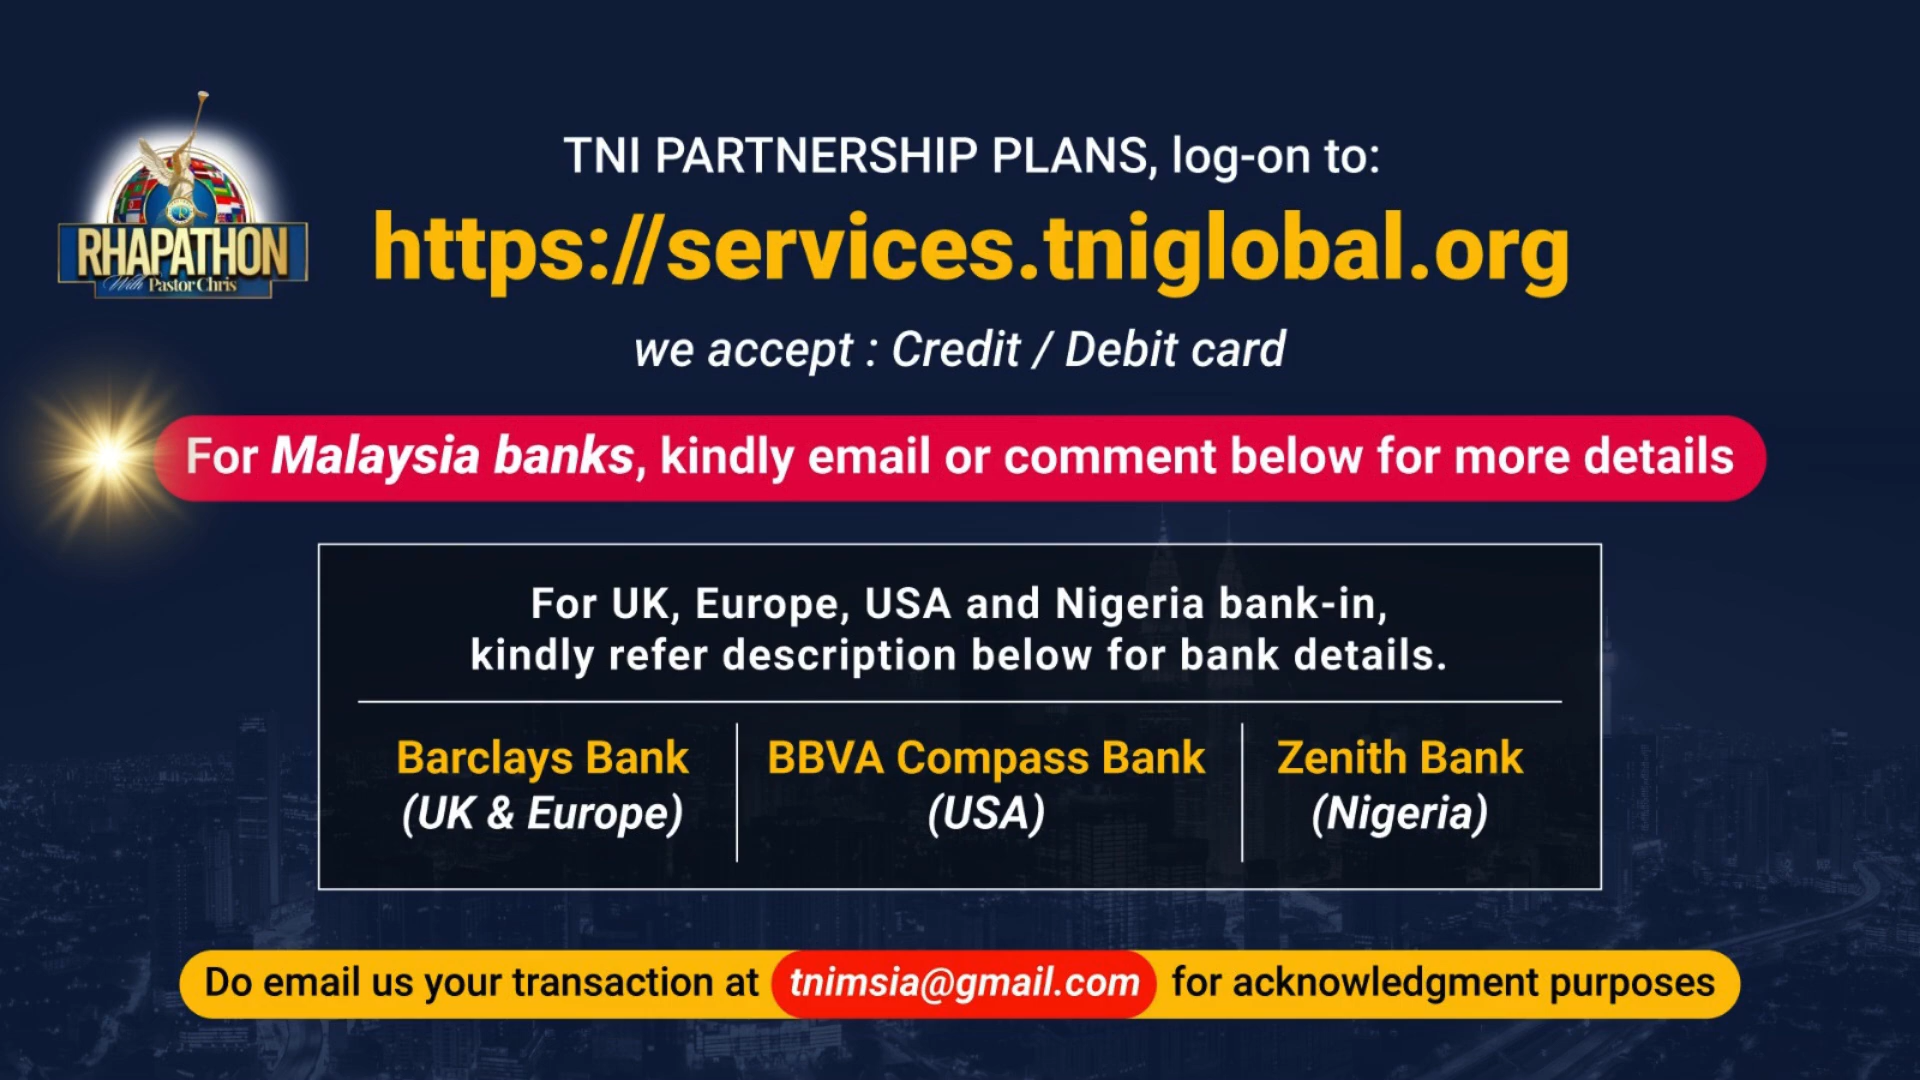 RHAPATHON
With Pastor Chris
TNI PARTNERSHIP PLANS, log-on to:
https://services.tniglobal.org
we accept : Credit / Debit card
For Malaysia banks, kindly email or comment below for more details
For UK, Europe, USA and Nigeria bank-in,
kindly refer description below for bank details.
Barclays Bank
(UK & Europe)
BBVA Compass Bank
(USA)
Zenith Bank
(Nigeria)
Do email us your transaction at tnimsia@gmail.com for acknowledgment purposes